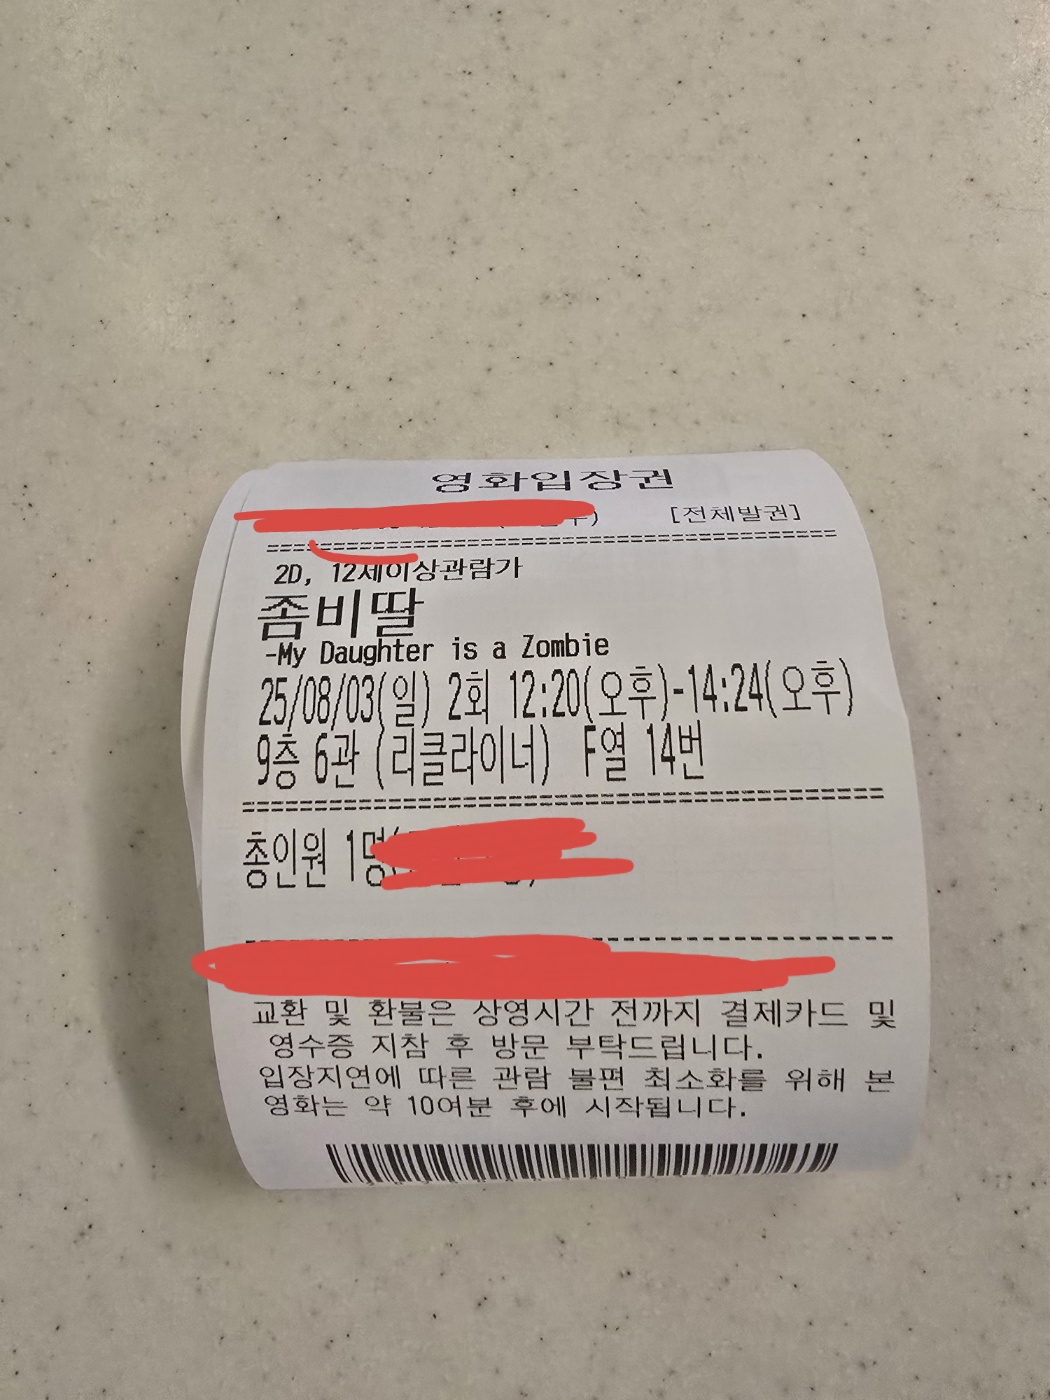 영화입장권
[전체발권]
===============================================
2D, 12세이상관람가
좀비딸
-My Daughter is a Zombie
25/08/03(일) 2회 12:20(오후)-14:24(오후)
9층 6관 (리클라이너) F열 14번
===============================================
총인원 1명(
-----------------------------------------------
교환 및 환불은 상영시간 전까지 결제카드 및
영수증 지참 후 방문 부탁드립니다.
입장지연에 따른 관람 불편 최소화를 위해 본
영화는 약 10여분 후에 시작됩니다.